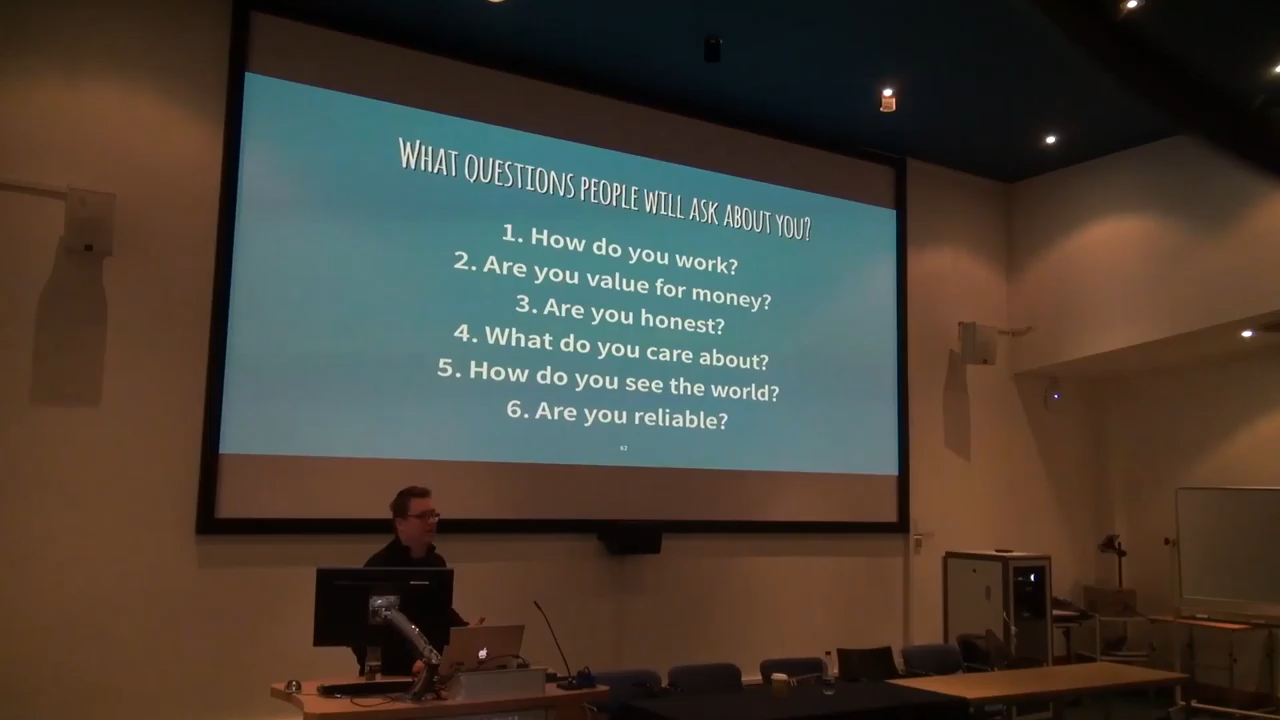 What questions people will ask about you?
1. How do you work?
2. Are you value for money?
3. Are you honest?
4. What do you care about?
5. How do you see the world?
6. Are you reliable?
62